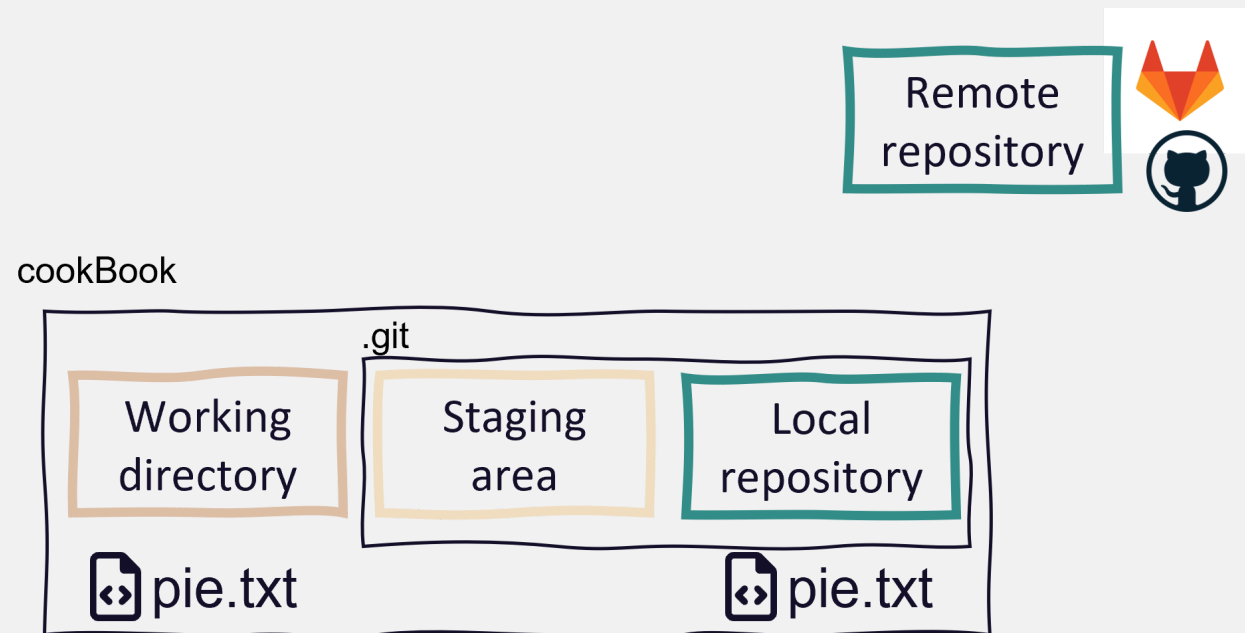 Remote
repository
cookBook
.git
Working
directory
Staging
area
Local
repository
pie.txt
pie.txt